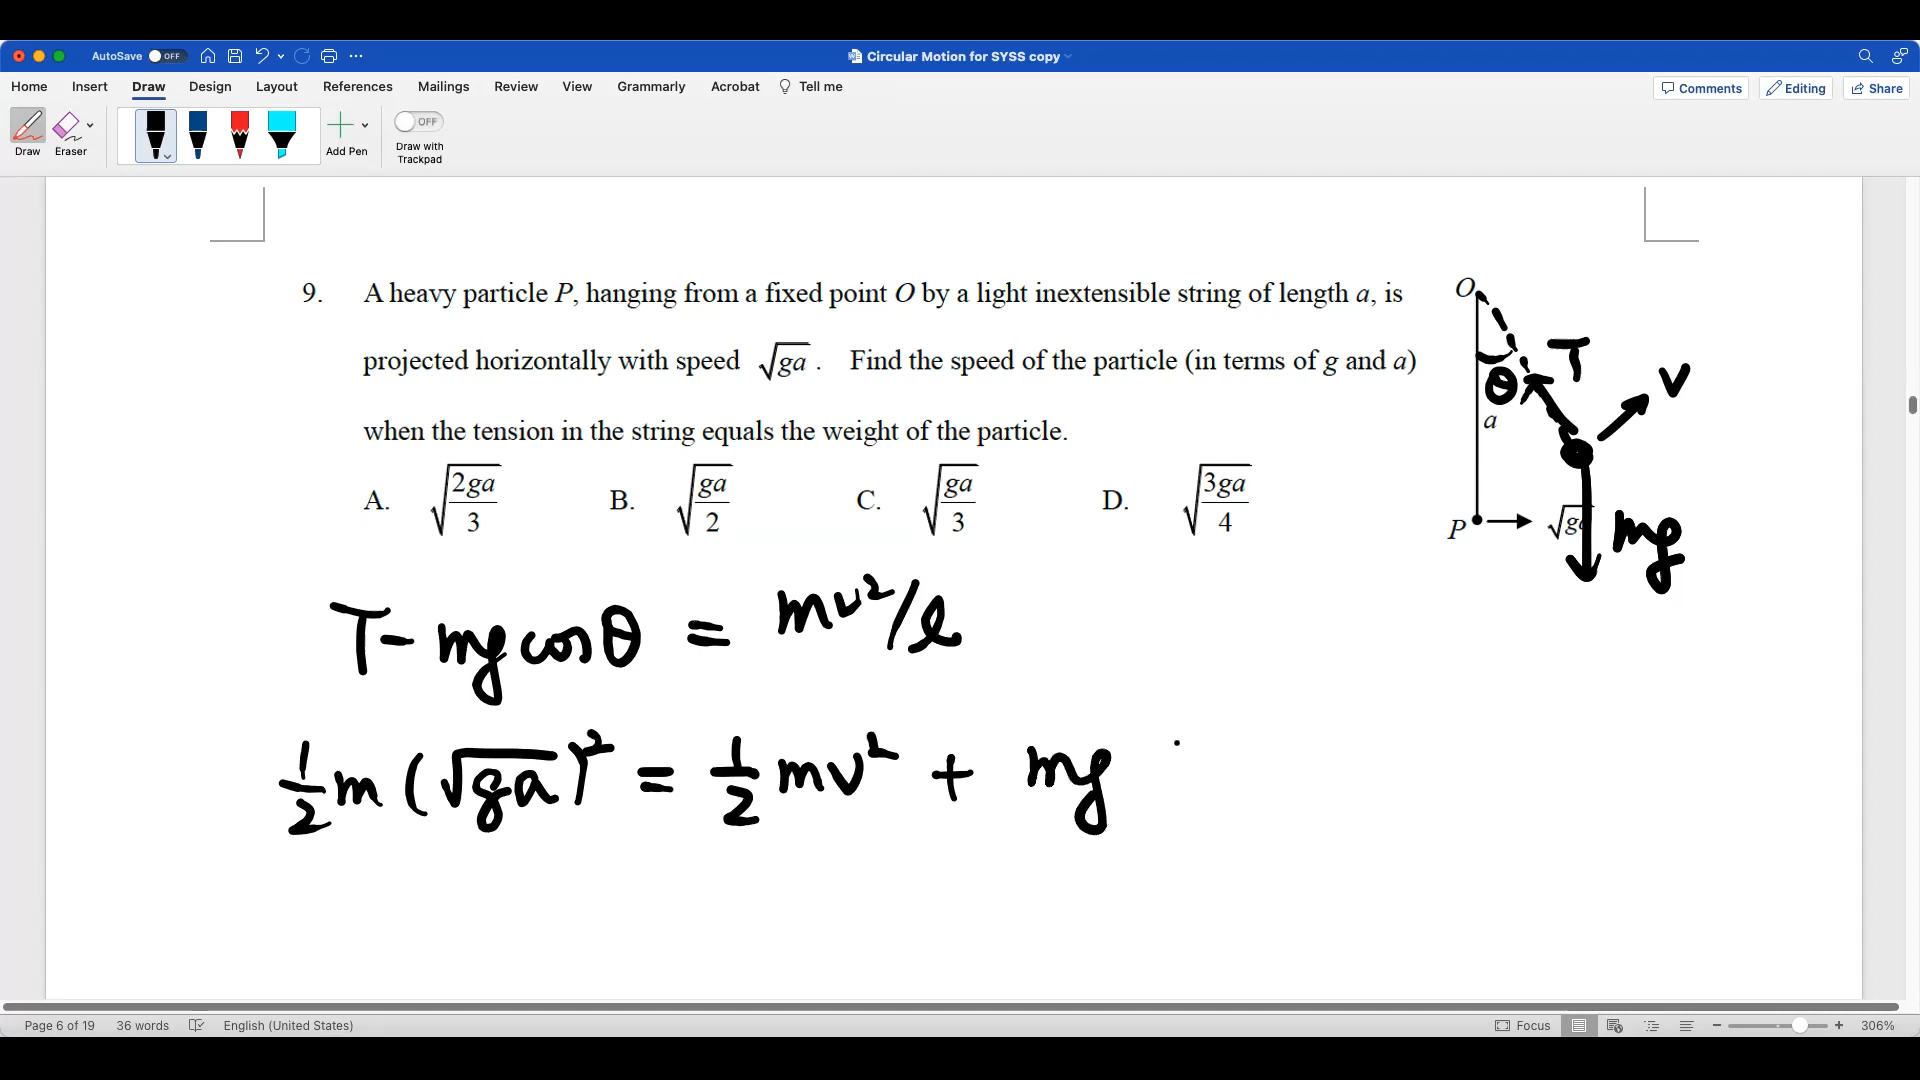 AutoSave OFF
Circular Motion for SYSS copy
Home Insert Draw Design Layout References Mailings Review View Grammarly Acrobat Tell me
Comments Editing Share
Draw Eraser Add Pen OFF Draw with Trackpad
9. A heavy particle P, hanging from a fixed point O by a light inextensible string of length a, is
projected horizontally with speed √ga. Find the speed of the particle (in terms of g and a)
when the tension in the string equals the weight of the particle.
A. √(2ga/3) B. √(ga/2) C. √(ga/3) D. √(3ga/4)
O
T
θ
v
a
P
mg
T - mg cos θ = mv²/l
½ m (√ga)² = ½ mv² + mg
Page 6 of 19 36 words English (United States) Focus 306%